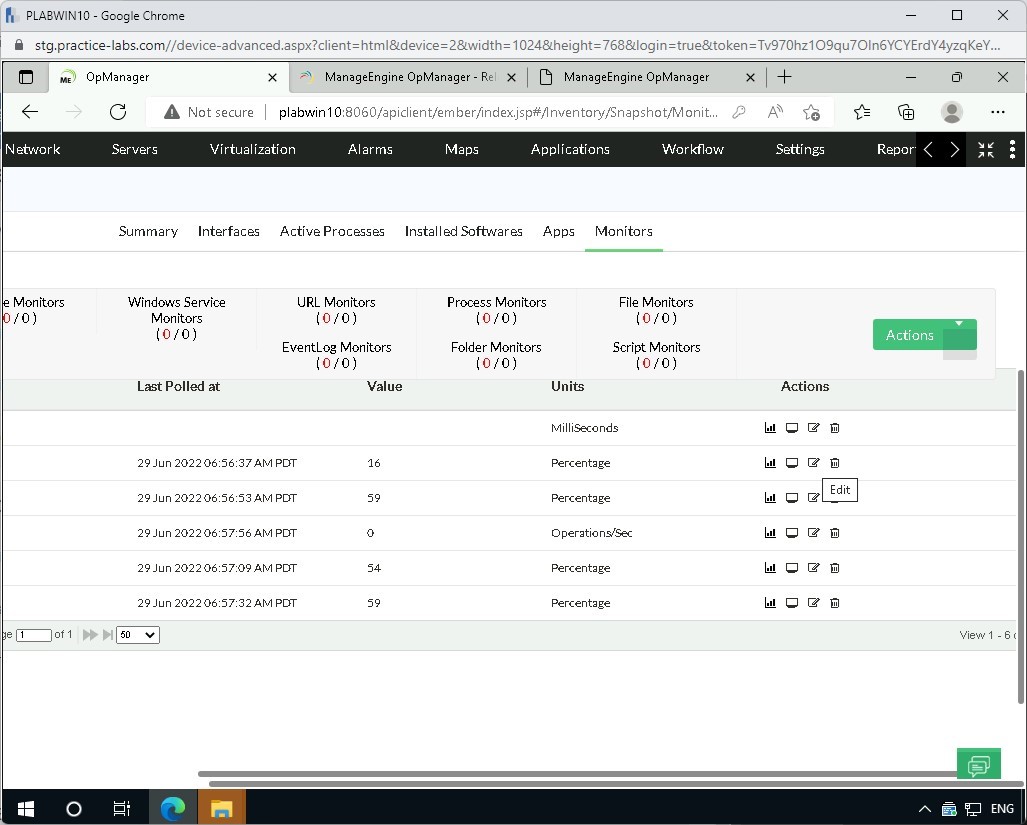 PLABWIN10 - Google Chrome
stg.practice-labs.com//device-advanced.aspx?client=html&device=2&width=1024&height=768&login=true&token=Tv970hz1O9qu7OIn6YCYErdY4yzqKeY...
ME OpManager
ManageEngine OpManager - Rel
ManageEngine OpManager
Not secure plabwin10:8060/apiclient/ember/index.jsp#/Inventory/Snapshot/Monit...
Network Servers Virtualization Alarms Maps Applications Workflow Settings Repor
Summary Interfaces Active Processes Installed Softwares Apps Monitors
e Monitors Windows Service Monitors URL Monitors Process Monitors File Monitors
0 / 0 ) ( 0 / 0 ) ( 0 / 0 ) ( 0 / 0 ) ( 0 / 0 )
EventLog Monitors Folder Monitors Script Monitors
( 0 / 0 ) ( 0 / 0 ) ( 0 / 0 )
Actions
Last Polled at Value Units Actions
MilliSeconds
29 Jun 2022 06:56:37 AM PDT 16 Percentage
Edit
29 Jun 2022 06:56:53 AM PDT 59 Percentage
29 Jun 2022 06:57:56 AM PDT 0 Operations/Sec
29 Jun 2022 06:57:09 AM PDT 54 Percentage
29 Jun 2022 06:57:32 AM PDT 59 Percentage
ge 1 of 1 50 View 1 - 6
ENG